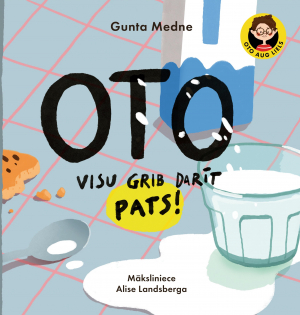 Gunta Medne
OTO AUG LIELS
OTO
VISU GRIB DARĪT
PATS!
Māksliniece
Alise Landsberga